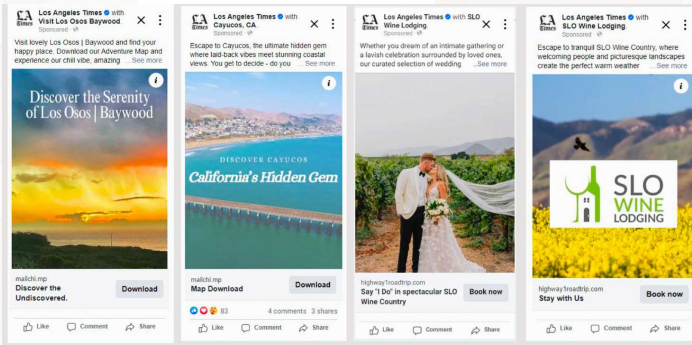 LA Times
Los Angeles Times with
Visit Los Osos Baywood.
Sponsored ·
Visit lovely Los Osos | Baywood and find your
happy place. Download our Adventure Map and
experience our chill vibe, amazing ...See more
Discover the Serenity
of Los Osos | Baywood
mailchi.mp
Discover the
Undiscovered.
Download
Like Comment Share
LA Times
Los Angeles Times with
Cayucos, CA.
Sponsored ·
Escape to Cayucos, the ultimate hidden gem
where laid-back vibes meet stunning coastal
views. You get to decide - do you ...See more
DISCOVER CAYUCOS
California's Hidden Gem
mailchi.mp
Map Download
Download
83 4 comments 3 shares
Like Comment Share
LA Times
Los Angeles Times with SLO
Wine Lodging.
Sponsored ·
Whether you dream of an intimate gathering or
a lavish celebration surrounded by loved ones,
our curated selection of wedding ...See more
highway1roadtrip.com
Say "I Do" in spectacular SLO
Wine Country
Book now
Like Comment Share
LA Times
Los Angeles Times with
SLO Wine Lodging.
Sponsored ·
Escape to tranquil SLO Wine Country, where
welcoming people and picturesque landscapes
create the perfect warm weather ...See more
SLO
WINE
LODGING
highway1roadtrip.com
Stay with Us
Book now
Like Comment Share